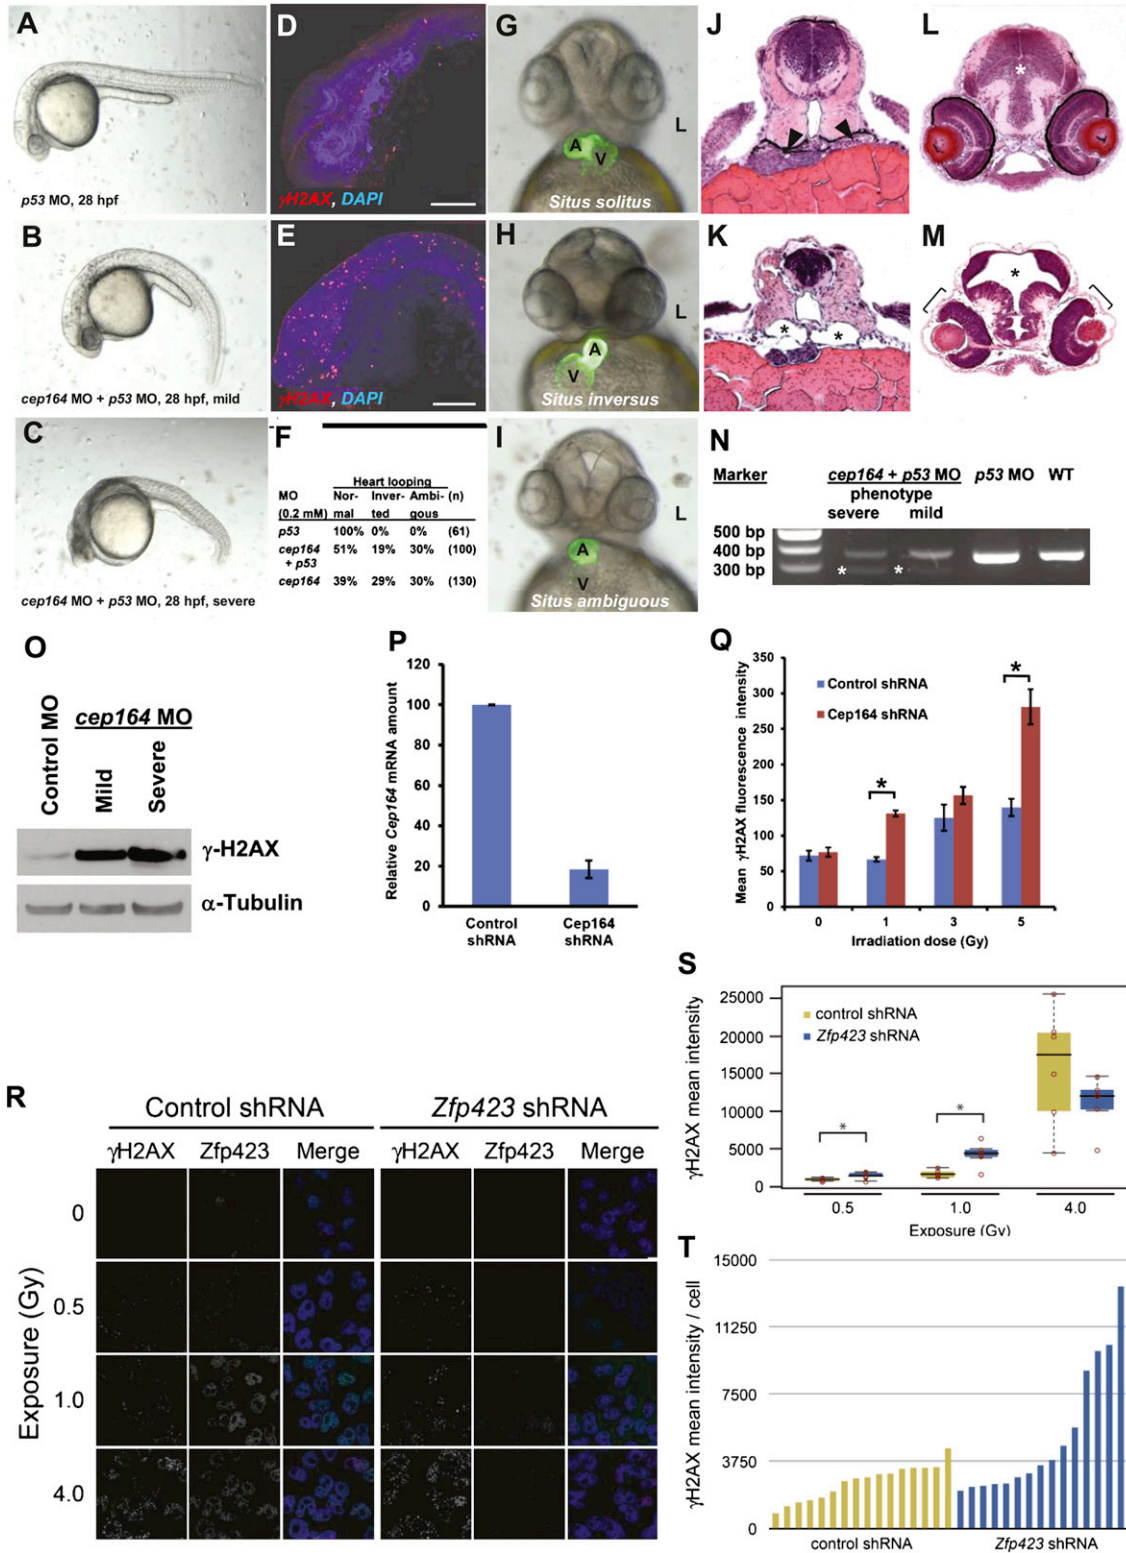 A
p53 MO, 28 hpf
B
cep164 MO + p53 MO, 28 hpf, mild
C
cep164 MO + p53 MO, 28 hpf, severe
D
γH2AX, DAPI
E
γH2AX, DAPI
F
Heart looping
MO Nor- Inver- Ambi- (n)
(0.2 mM) mal ted gous
p53 100% 0% 0% (61)
cep164 51% 19% 30% (100)
+ p53
cep164 39% 29% 30% (130)
G
L
A
V
Situs solitus
H
L
A
V
Situs inversus
I
L
A
V
Situs ambiguous
J
K
* *
L
*
M
*
N
Marker cep164 + p53 MO p53 MO WT
phenotype
severe mild
500 bp
400 bp
300 bp
* *
O
Control MO
cep164 MO
Mild
Severe
γ-H2AX
α-Tubulin
P
Relative Cep164 mRNA amount
120
100
80
60
40
20
0
Control shRNA
Cep164 shRNA
Q
Mean γH2AX fluorescence intensity
350
300
250
200
150
100
50
0
Control shRNA
Cep164 shRNA
* *
0 1 3 5
Irradiation dose (Gy)
R
Control shRNA Zfp423 shRNA
γH2AX Zfp423 Merge γH2AX Zfp423 Merge
Exposure (Gy)
0
0.5
1.0
4.0
S
γH2AX mean intensity
25000
20000
15000
10000
5000
0
control shRNA
Zfp423 shRNA
* *
0.5 1.0 4.0
Exposure (Gy)
T
γH2AX mean intensity / cell
15000
11250
7500
3750
0
control shRNA Zfp423 shRNA